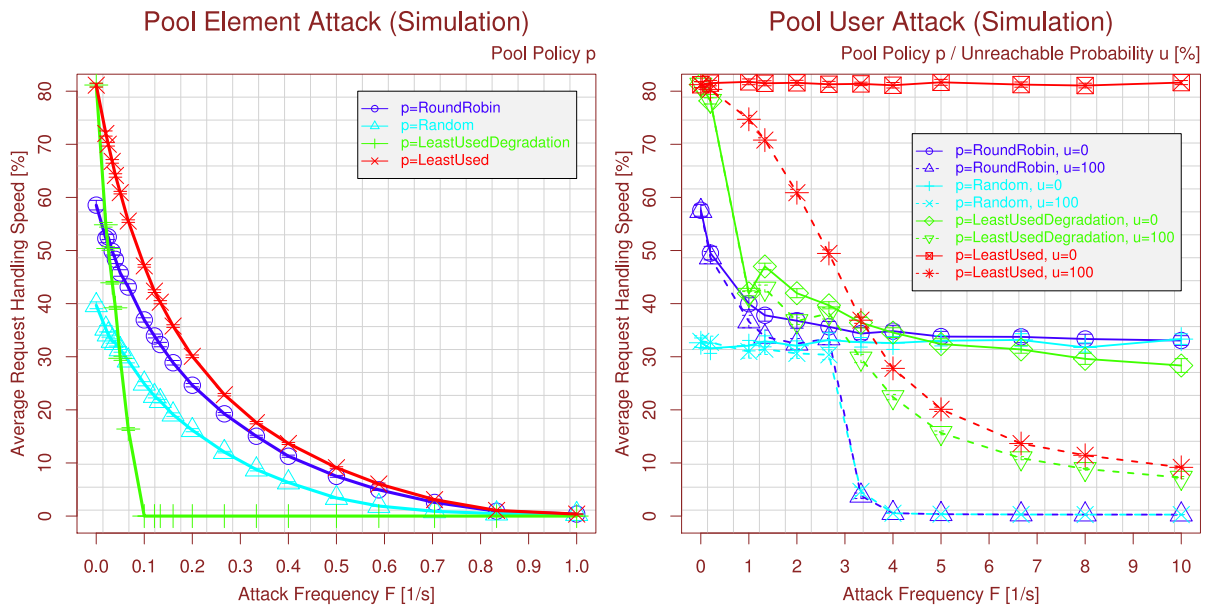 Pool Element Attack (Simulation)
Pool Policy p
Average Request Handling Speed [%]
80
70
60
50
40
30
20
10
0
p=RoundRobin
p=Random
p=LeastUsedDegradation
p=LeastUsed
0.0 0.1 0.2 0.3 0.4 0.5 0.6 0.7 0.8 0.9 1.0
Attack Frequency F [1/s]
Pool User Attack (Simulation)
Pool Policy p / Unreachable Probability u [%]
Average Request Handling Speed [%]
80
70
60
50
40
30
20
10
0
p=RoundRobin, u=0
p=RoundRobin, u=100
p=Random, u=0
p=Random, u=100
p=LeastUsedDegradation, u=0
p=LeastUsedDegradation, u=100
p=LeastUsed, u=0
p=LeastUsed, u=100
0 1 2 3 4 5 6 7 8 9 10
Attack Frequency F [1/s]